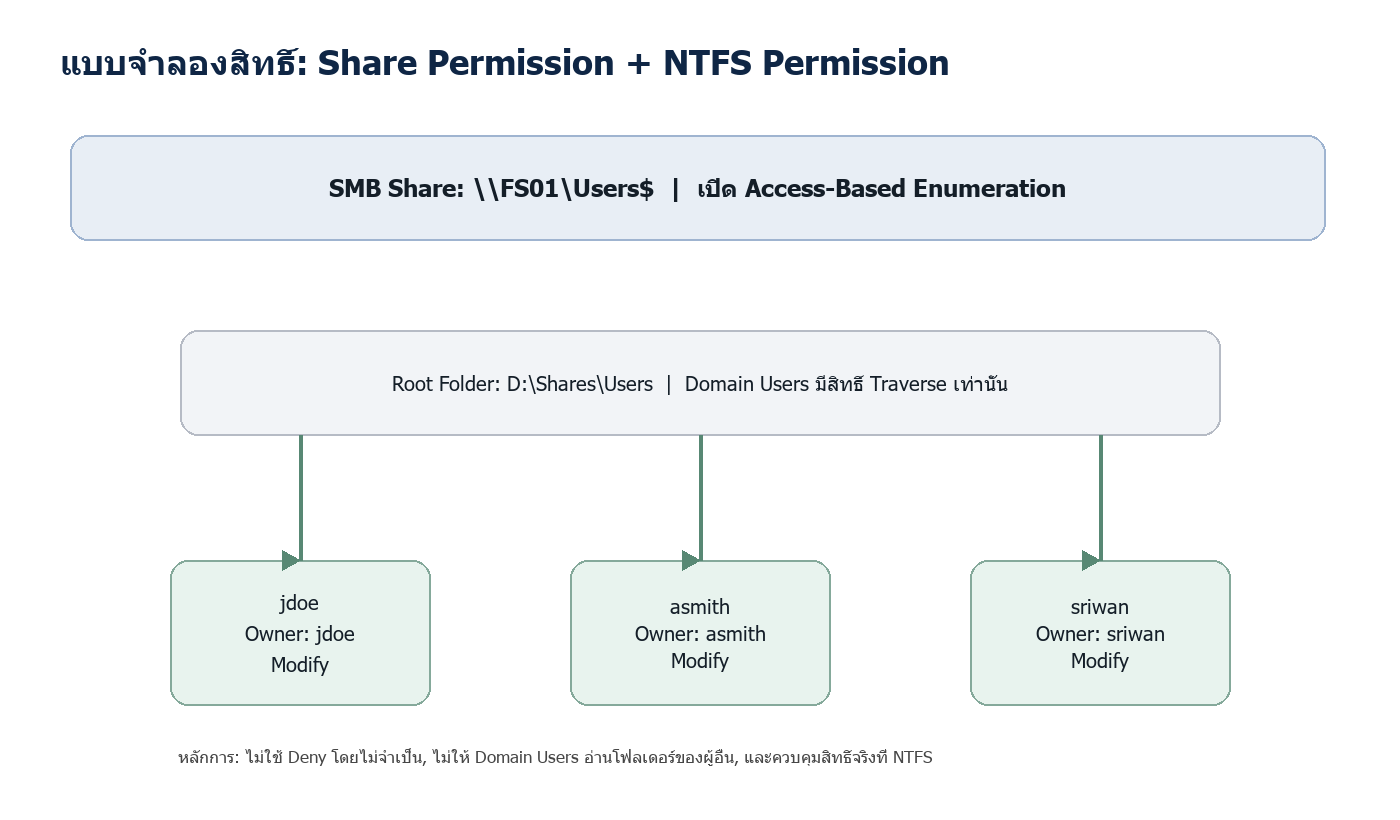 แบบจำลองสิทธิ์: Share Permission + NTFS Permission
SMB Share: \\FS01\Users$ | เปิด Access-Based Enumeration
Root Folder: D:\Shares\Users | Domain Users มีสิทธิ์ Traverse เท่านั้น
jdoe
Owner: jdoe
Modify
asmith
Owner: asmith
Modify
sriwan
Owner: sriwan
Modify
หลักการ: ไม่ใช้ Deny โดยไม่จำเป็น, ไม่ให้ Domain Users อ่านโฟลเดอร์ของผู้อื่น, และควบคุมสิทธิ์จริงที่ NTFS